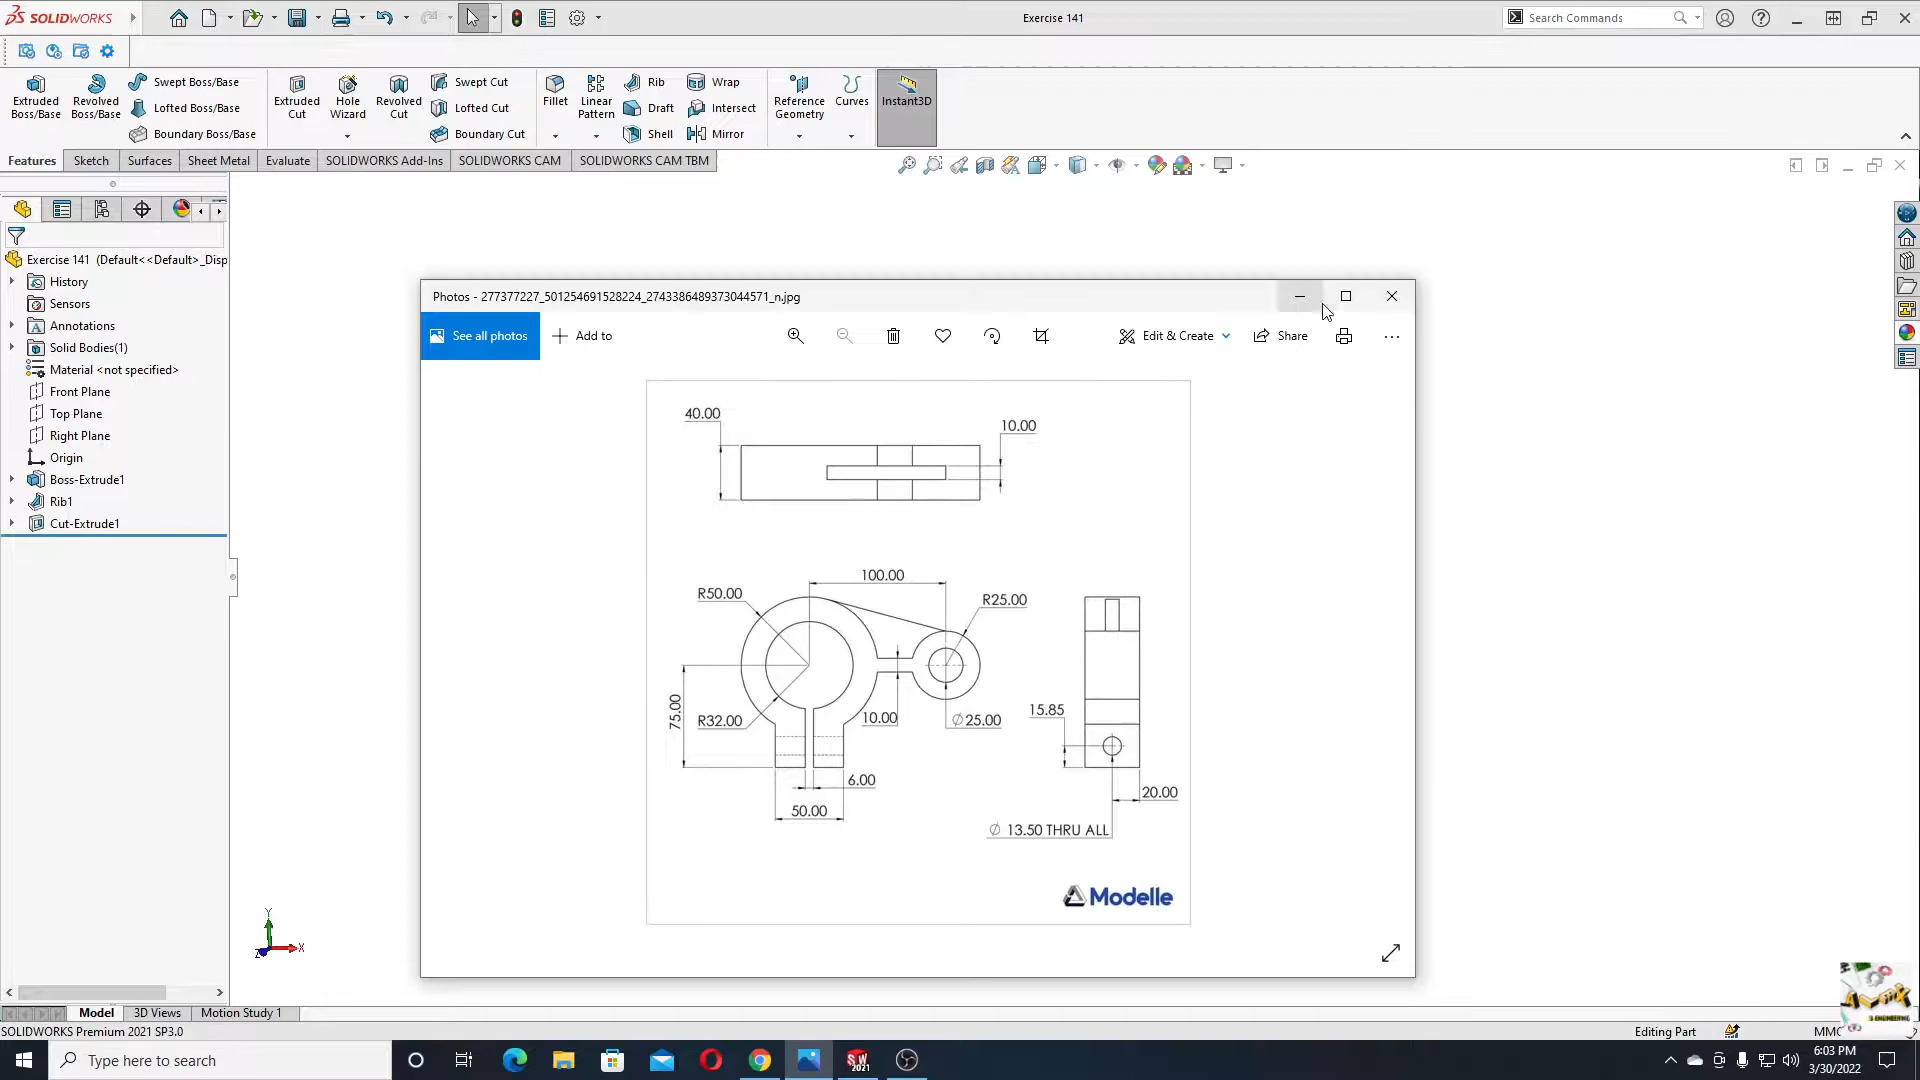 SOLIDWORKS
Exercise 141
Search Commands
Extruded Boss/Base
Revolved Boss/Base
Swept Boss/Base
Lofted Boss/Base
Boundary Boss/Base
Extruded Cut
Hole Wizard
Revolved Cut
Swept Cut
Lofted Cut
Boundary Cut
Fillet
Linear Pattern
Rib
Draft
Shell
Wrap
Intersect
Mirror
Reference Geometry
Curves
Instant3D
Features Sketch Surfaces Sheet Metal Evaluate SOLIDWORKS Add-Ins SOLIDWORKS CAM SOLIDWORKS CAM TBM
Exercise 141 (Default<<Default>_Disp
History
Sensors
Annotations
Solid Bodies(1)
Material <not specified>
Front Plane
Top Plane
Right Plane
Origin
Boss-Extrude1
Rib1
Cut-Extrude1
Photos - 277377227_501254691528224_2743386489373044571_n.jpg
See all photos
Add to
Edit & Create
Share
40.00
10.00
100.00
R50.00
R25.00
75.00
R32.00
10.00
Ø25.00
15.85
6.00
50.00
20.00
Ø 13.50 THRU ALL
Modelle
Y
X
Model 3D Views Motion Study 1
SOLIDWORKS Premium 2021 SP3.0
Editing Part
Type here to search
SW
2021
6:03 PM
3/30/2022